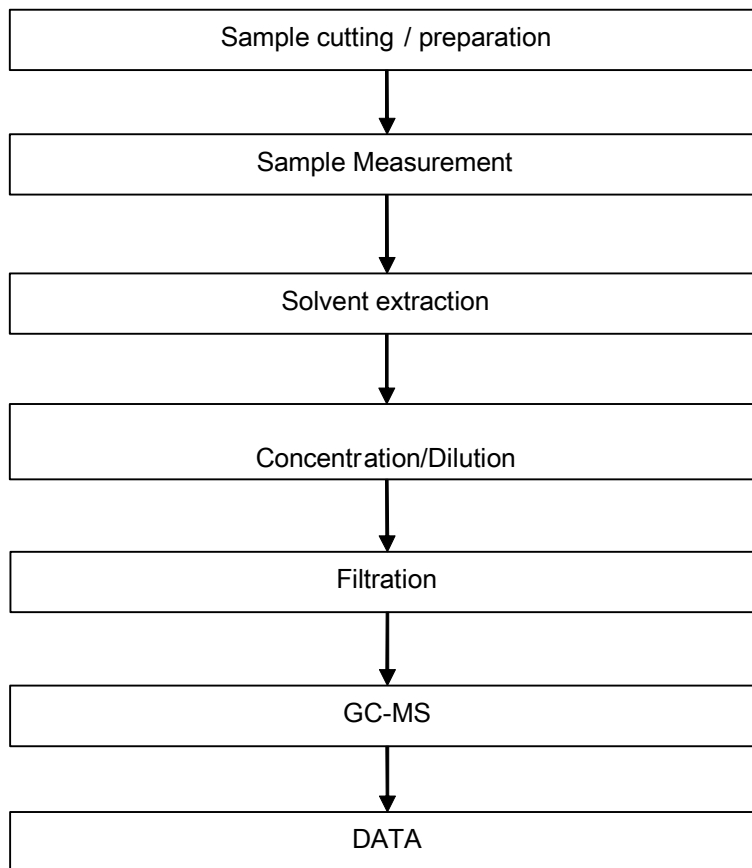 Sample cutting / preparation
Sample Measurement
Solvent extraction
Concentration/Dilution
Filtration
GC-MS
DATA